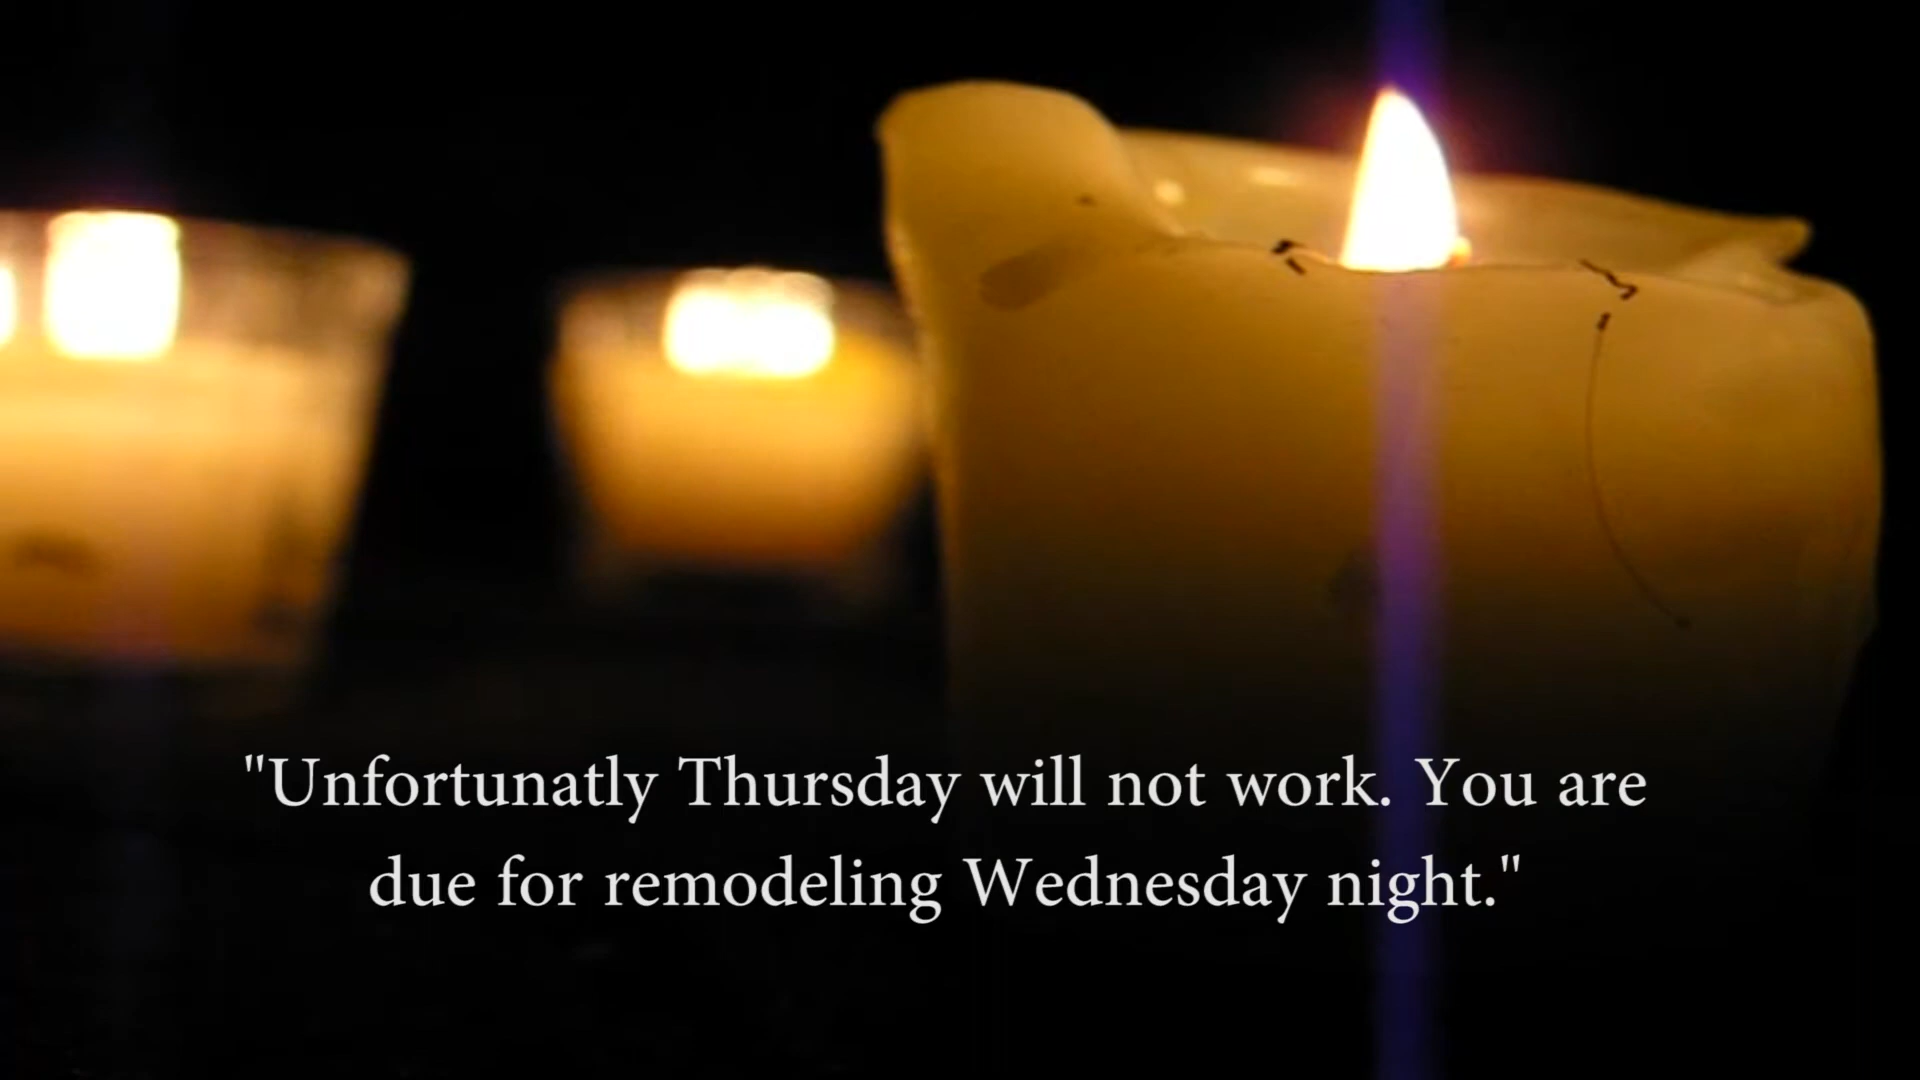 "Unfortunatly Thursday will not work. You are
due for remodeling Wednesday night."